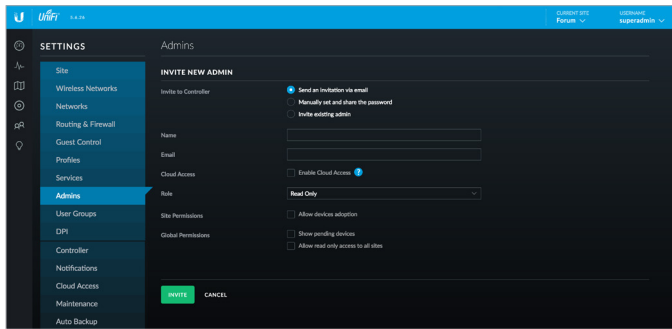 U UniFi 5.4.26
CURRENT SITE
Forum
USERNAME
superadmin
SETTINGS
Site
Wireless Networks
Networks
Routing & Firewall
Guest Control
Profiles
Services
Admins
User Groups
DPI
Controller
Notifications
Cloud Access
Maintenance
Auto Backup
Admins
INVITE NEW ADMIN
Invite to Controller
Send an invitation via email
Manually set and share the password
Invite existing admin
Name
Email
Cloud Access
Enable Cloud Access ?
Role
Read Only
Site Permissions
Allow devices adoption
Global Permissions
Show pending devices
Allow read only access to all sites
INVITE CANCEL